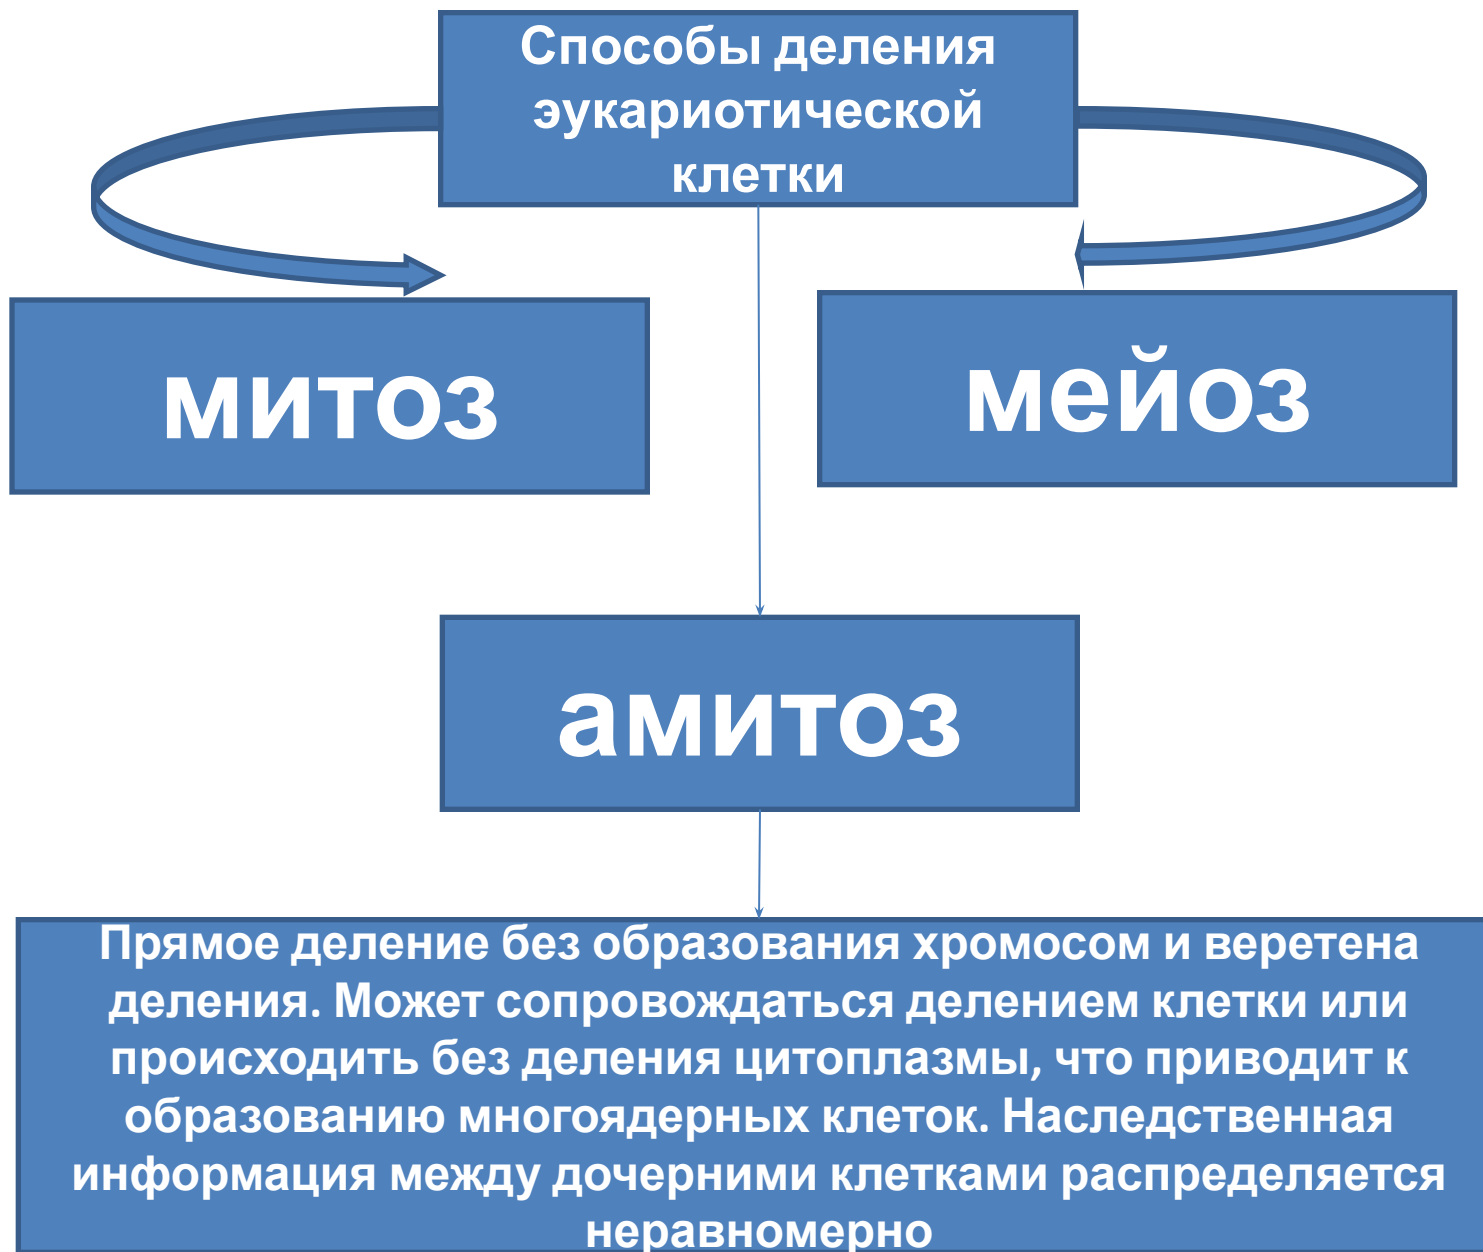 Способы деления
эукариотической
клетки
митоз
мейоз
амитоз
Прямое деление без образования хромосом и веретена
деления. Может сопровождаться делением клетки или
происходить без деления цитоплазмы, что приводит к
образованию многоядерных клеток. Наследственная
информация между дочерними клетками распределяется
неравномерно